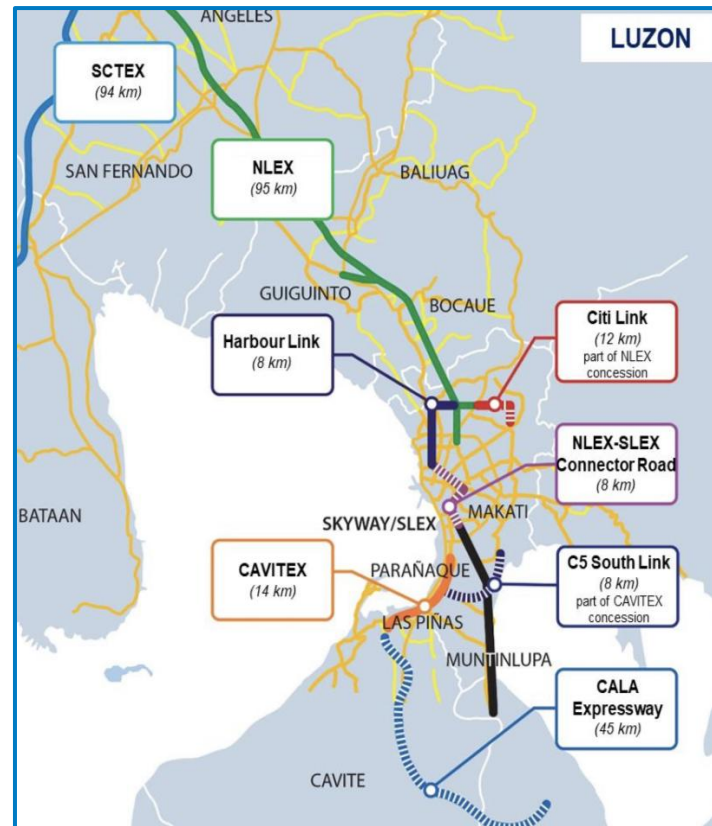 ANGELES
LUZON
SCTEX
(94 km)
SAN FERNANDO
NLEX
(95 km)
BALIUAG
GUIGUINTO
BOCAUE
Harbour Link
(8 km)
Citi Link
(12 km)
part of NLEX
concession
NLEX-SLEX
Connector Road
(8 km)
BATAAN
MAKATI
SKYWAY/SLEX
CAVITEX
(14 km)
PARAÑAQUE
C5 South Link
(8 km)
part of CAVITEX
concession
LAS PIÑAS
MUNTINLUPA
CALA
Expressway
(45 km)
CAVITE